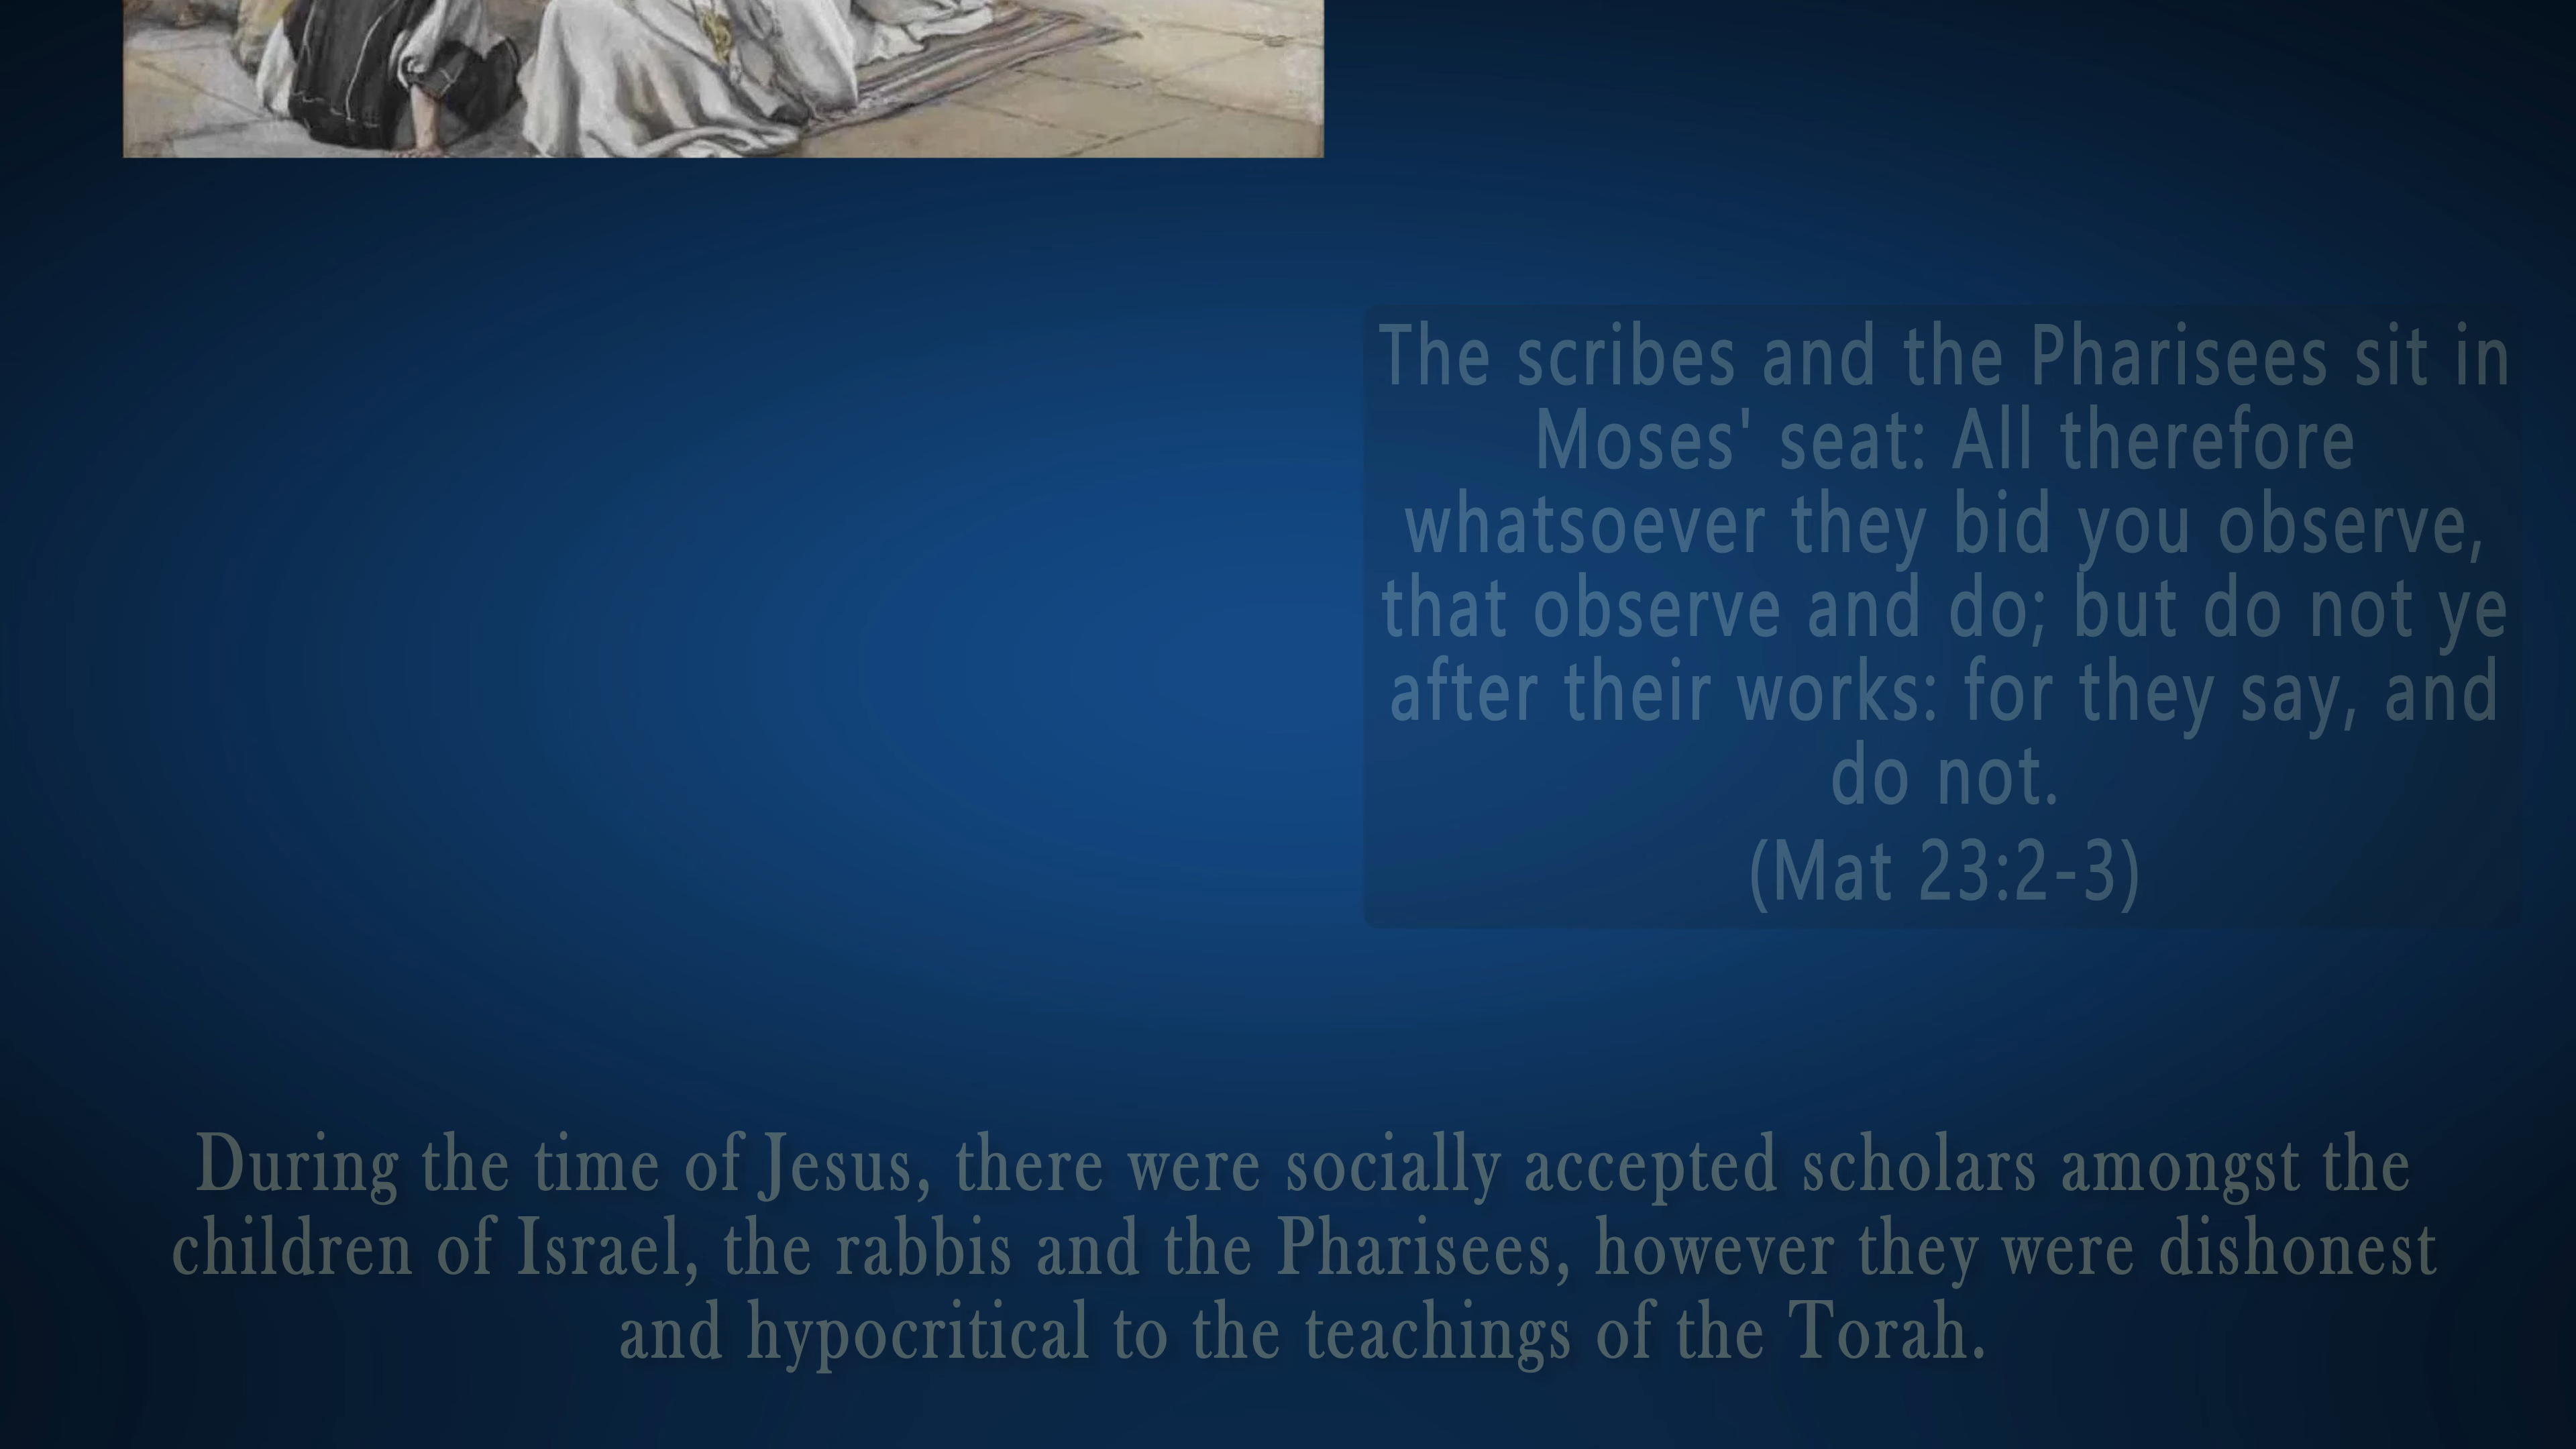 The scribes and the Pharisees sit in
Moses' seat: All therefore
whatsoever they bid you observe,
that observe and do; but do not ye
after their works: for they say, and
do not.
(Mat 23:2-3)
During the time of Jesus, there were socially accepted scholars amongst the
children of Israel, the rabbis and the Pharisees, however they were dishonest
and hypocritical to the teachings of the Torah.